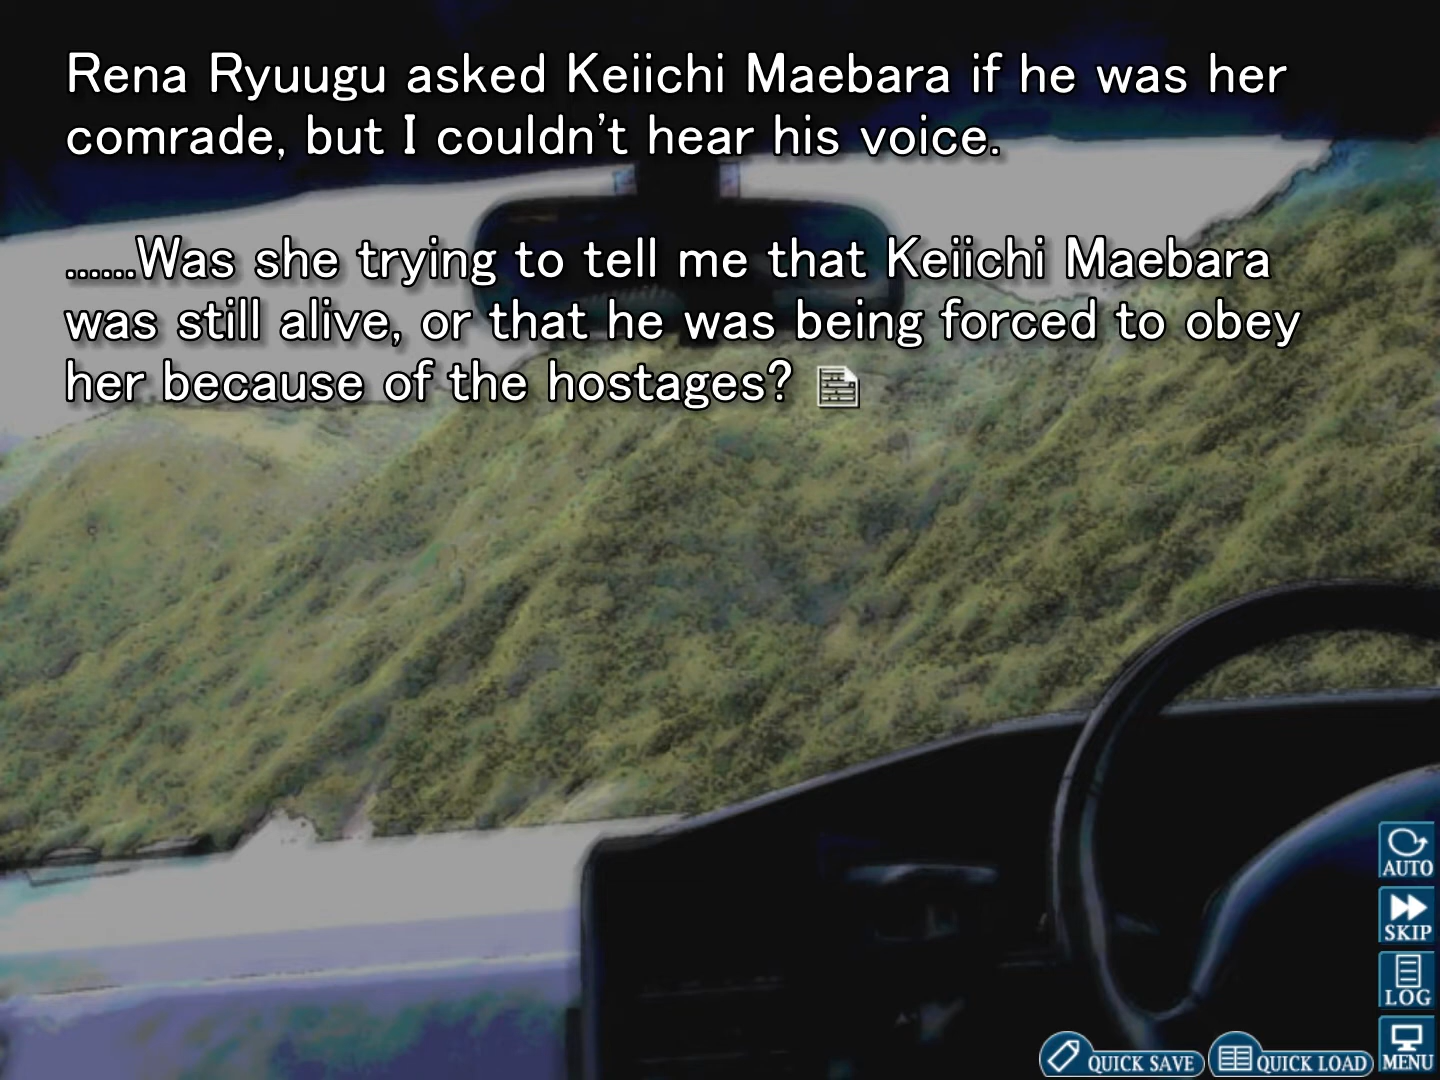 Rena Ryuugu asked Keiichi Maebara if he was her
comrade, but I couldn't hear his voice.
......Was she trying to tell me that Keiichi Maebara
was still alive, or that he was being forced to obey
her because of the hostages?
AUTO
SKIP
LOG
QUICK SAVE
QUICK LOAD
MENU